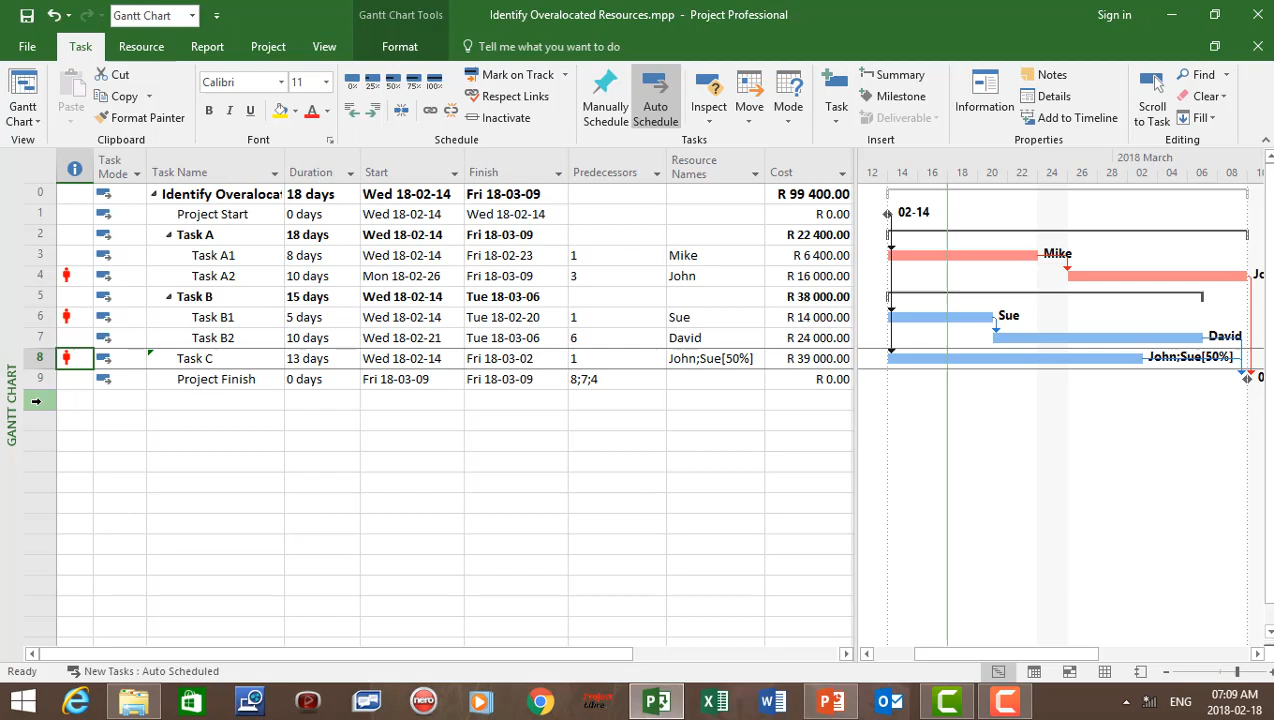 Gantt Chart
Gantt Chart Tools
Identify Overalocated Resources.mpp - Project Professional
Sign in
File
Task
Resource
Report
Project
View
Format
Tell me what you want to do
Gantt Chart
View
Paste
Cut
Copy
Format Painter
Clipboard
Calibri
11
B I U A
Font
0% 25% 50% 75% 100%
Mark on Track
Respect Links
Inactivate
Schedule
Manually Schedule
Auto Schedule
Inspect
Move
Mode
Tasks
Task
Summary
Milestone
Deliverable
Insert
Information
Notes
Details
Add to Timeline
Properties
Scroll to Task
Find
Clear
Fill
Editing
Task Mode Task Name Duration Start Finish Predecessors Resource Names Cost
2018 March
12 14 16 18 20 22 24 26 28 02 04 06 08 10
0 Identify Overaloca 18 days Wed 18-02-14 Fri 18-03-09 R 99 400.00
1 Project Start 0 days Wed 18-02-14 Wed 18-02-14 R 0.00 02-14
2 Task A 18 days Wed 18-02-14 Fri 18-03-09 R 22 400.00
3 Task A1 8 days Wed 18-02-14 Fri 18-02-23 1 Mike R 6 400.00 Mike
4 Task A2 10 days Mon 18-02-26 Fri 18-03-09 3 John R 16 000.00 Jo
5 Task B 15 days Wed 18-02-14 Tue 18-03-06 R 38 000.00
6 Task B1 5 days Wed 18-02-14 Tue 18-02-20 1 Sue R 14 000.00 Sue
7 Task B2 10 days Wed 18-02-21 Tue 18-03-06 6 David R 24 000.00 David
8 Task C 13 days Wed 18-02-14 Fri 18-03-02 1 John;Sue[50%] R 39 000.00 John;Sue[50%]
9 Project Finish 0 days Fri 18-03-09 Fri 18-03-09 8;7;4 R 0.00 0
GANTT CHART
Ready
New Tasks : Auto Scheduled
nero
Project Libre
ENG
07:09 AM
2018-02-18